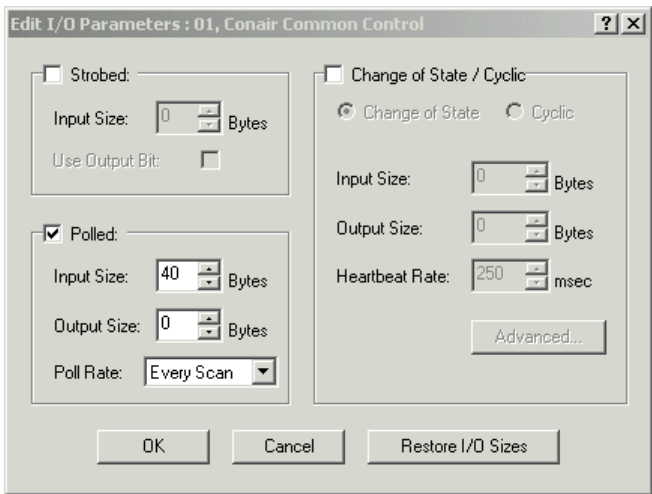 Edit I/O Parameters : 01, Conair Common Control
Strobed:
Input Size: 0 Bytes
Use Output Bit:
Polled:
Input Size: 40 Bytes
Output Size: 0 Bytes
Poll Rate: Every Scan
Change of State / Cyclic
Change of State Cyclic
Input Size: 0 Bytes
Output Size: 0 Bytes
Heartbeat Rate: 250 msec
Advanced...
OK Cancel Restore I/O Sizes